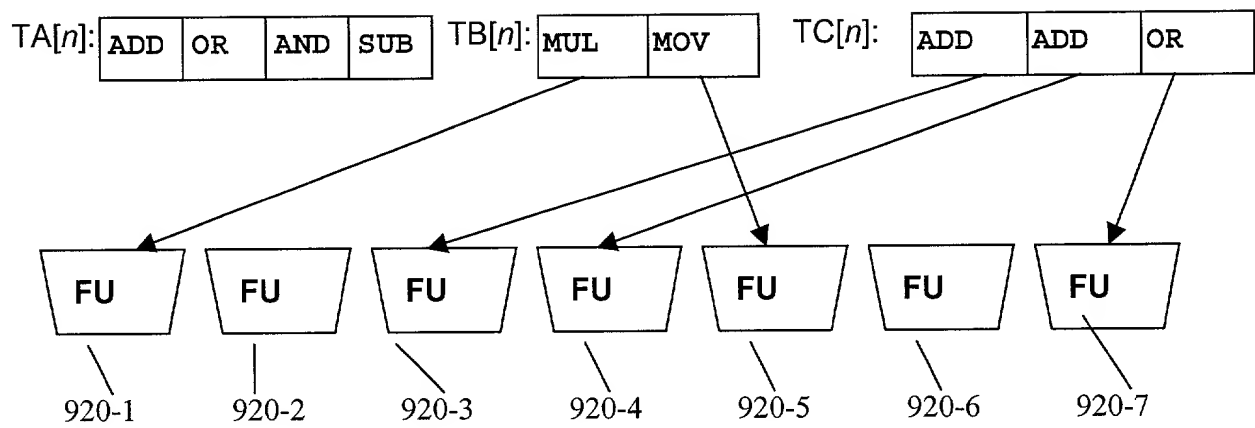 TA[n]: ADD OR AND SUB TB[n]: MUL MOV TC[n]: ADD ADD OR
FU FU FU FU FU FU FU
920-1 920-2 920-3 920-4 920-5 920-6 920-7